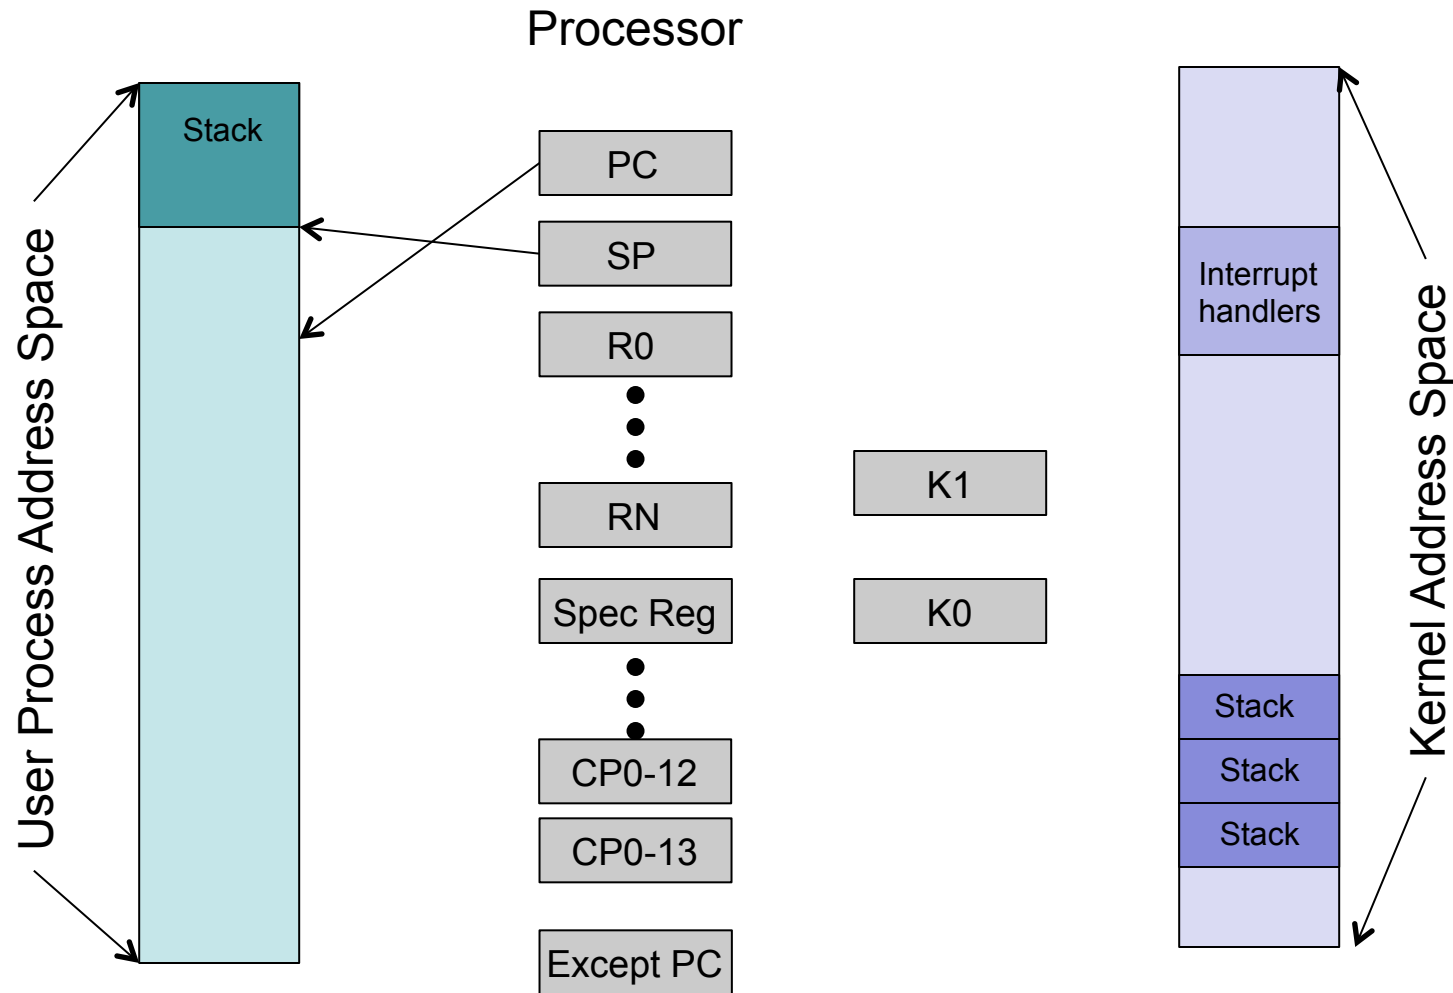 Processor
User Process Address Space
Stack
PC
SP
R0
RN
Spec Reg
CP0-12
CP0-13
Except PC
K1
K0
Interrupt
handlers
Stack
Stack
Stack
Kernel Address Space